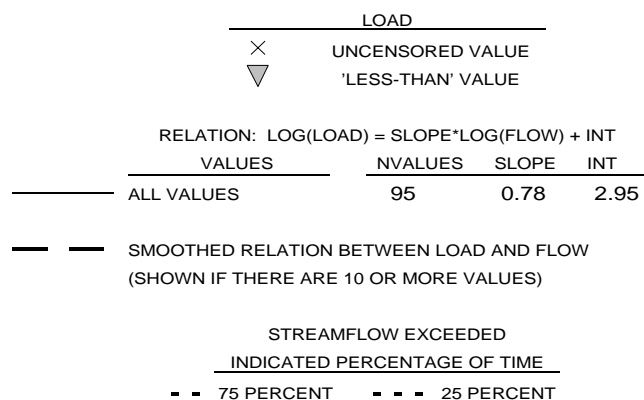 LOAD
× UNCENSORED VALUE
'LESS-THAN' VALUE
RELATION: LOG(LOAD) = SLOPE*LOG(FLOW) + INT
VALUES NVALUES SLOPE INT
ALL VALUES 95 0.78 2.95
SMOOTHED RELATION BETWEEN LOAD AND FLOW
(SHOWN IF THERE ARE 10 OR MORE VALUES)
STREAMFLOW EXCEEDED
INDICATED PERCENTAGE OF TIME
75 PERCENT 25 PERCENT